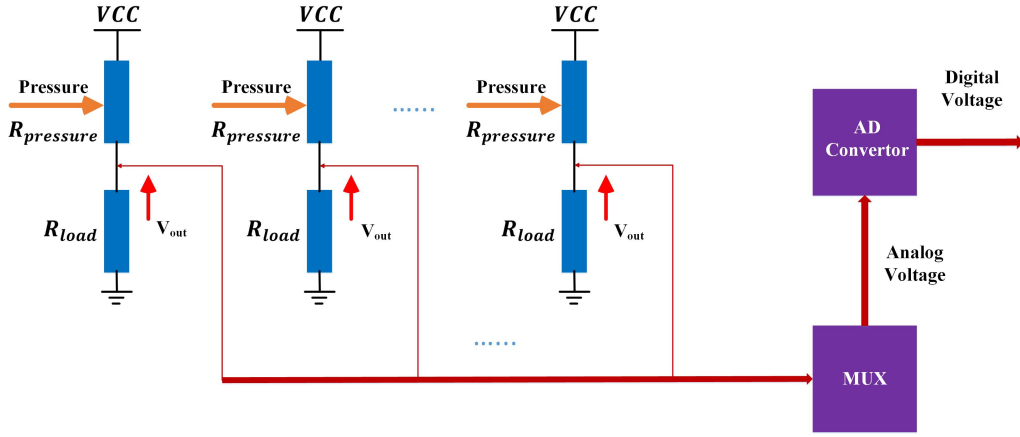 VCC
VCC
VCC
Pressure
Pressure
Pressure
R_pressure
R_pressure
R_pressure
......
R_load
R_load
R_load
V_out
V_out
V_out
......
AD
Convertor
Digital
Voltage
Analog
Voltage
MUX